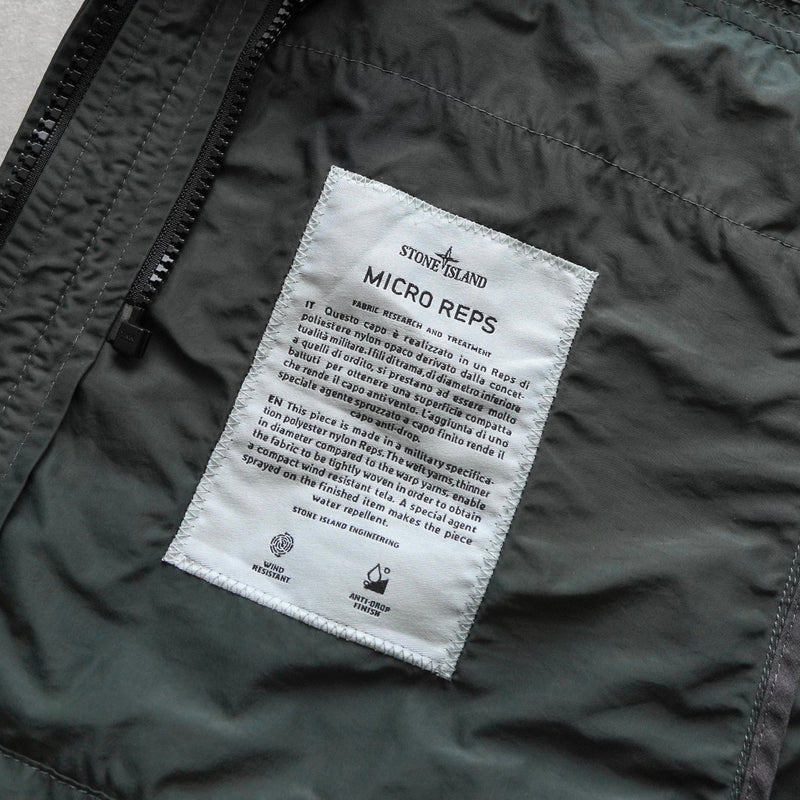 STONE ISLAND
MICRO REPS
FABRIC RESEARCH AND TREATMENT
IT Questo capo è realizzato in un Reps di
poliestere nylon opaco derivato dalla concet-
tualità militare. I fili di trama, di diametro inferiore
a quelli di ordito, si prestano ad essere molto
battuti per ottenere una superficie compatta
che rende il capo anti vento. L'aggiunta di uno
speciale agente spruzzato a capo finito rende il
capo anti-drop.
EN This piece is made in a military specifica-
tion polyester nylon Reps. The weft yarns, thinner
in diameter compared to the warp yarns, enable
the fabric to be tightly woven in order to obtain
a compact wind resistant tela. A special agent
sprayed on the finished item makes the piece
water repellent.
STONE ISLAND ENGINEERING
WIND
RESISTANT
ANTI-DROP
FINISH